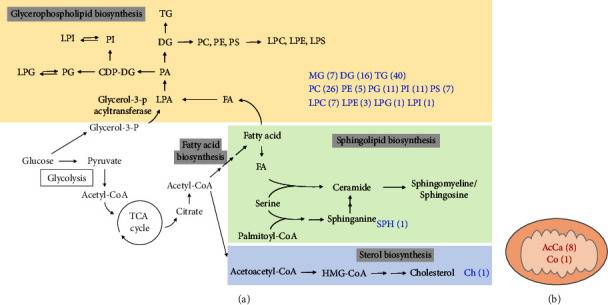 Glycerophospholipid biosynthesis
TG
LPI PI DG PC, PE, PS LPC, LPE, LPS
LPG PG CDP-DG PA
MG (7) DG (16) TG (40)
PC (26) PE (5) PG (11) PI (11) PS (7)
LPC (7) LPE (3) LPG (1) LPI (1)
Glycerol-3-p
acyltransferase
LPA FA
Glycerol-3-P
Glucose Pyruvate
Glycolysis
Acetyl-CoA
TCA
cycle
Citrate
Acetyl-CoA
Fatty acid
biosynthesis
Fatty acid
Sphingolipid biosynthesis
FA
Serine
Ceramide
Sphingomyeline/
Sphingosine
Palmitoyl-CoA
Sphinganine
SPH (1)
Sterol biosynthesis
Acetoacetyl-CoA HMG-CoA Cholesterol Ch (1)
(a)
AcCa (8)
Co (1)
(b)